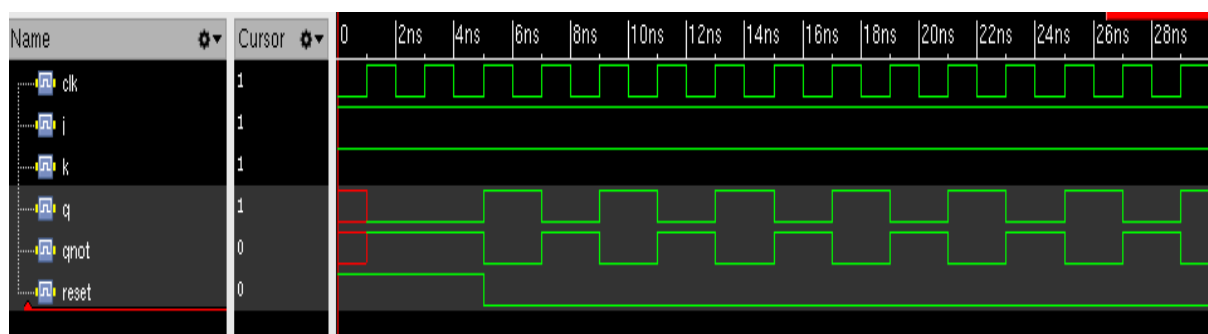 Name Cursor 0 2ns 4ns 6ns 8ns 10ns 12ns 14ns 16ns 18ns 20ns 22ns 24ns 26ns 28ns
clk 1
j 1
k 1
q 1
qnot 0
reset 0